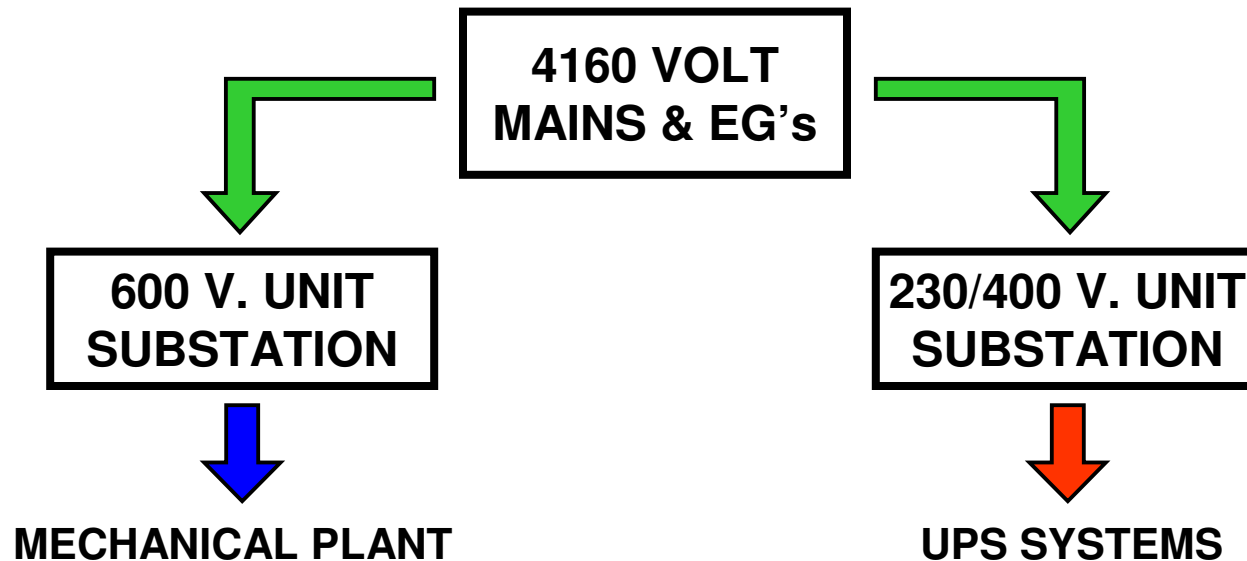 4160 VOLT
MAINS & EG’s
600 V. UNIT
SUBSTATION
230/400 V. UNIT
SUBSTATION
MECHANICAL PLANT
UPS SYSTEMS